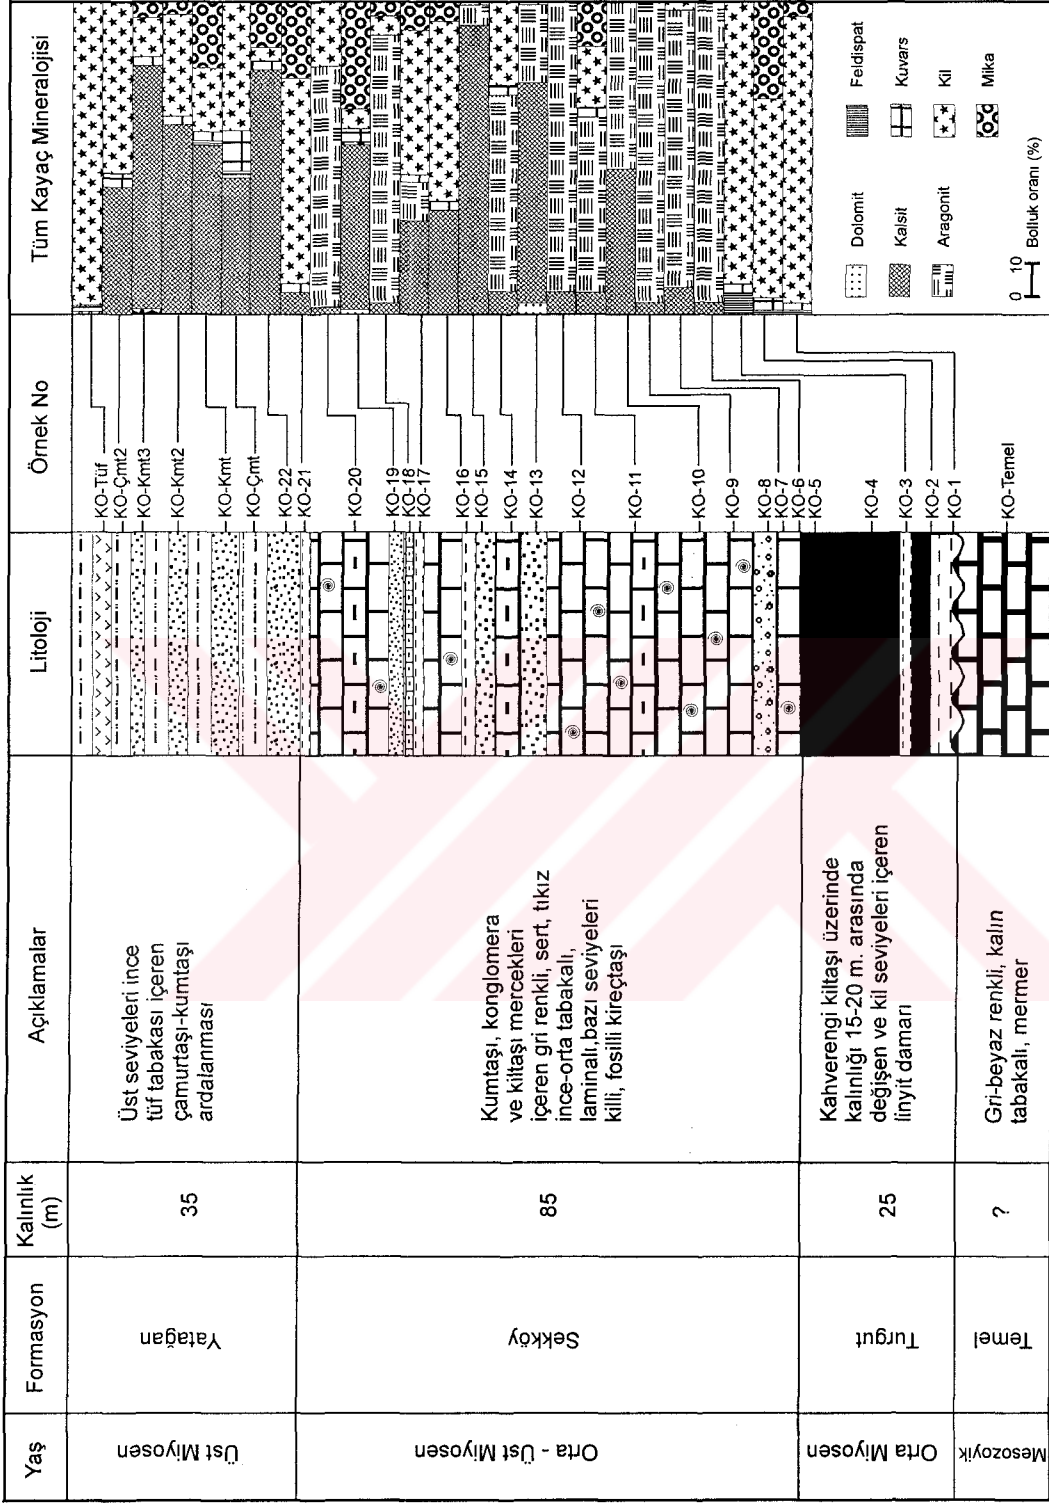 Yaş
Formasyon
Kalınlık
(m)
Açıklamalar
Litoloji
Örnek No
Tüm Kayaç Mineralojisi
Üst Miyosen
Yatağan
35
Üst seviyeleri ince
tüf tabakası içeren
çamurtaşı-kumtaşı
ardalanması
KO-Tüf
KO-Çmt2
KO-Kmt3
KO-Kmt2
KO-Kmt
KO-Çmt
KO-22
KO-21
Orta - Üst Miyosen
Sekköy
85
Kumtaşı, konglomera
ve kiltaşı mercekleri
içeren gri renkli, sert, tıkız
ince-orta tabakalı,
laminalı,bazı seviyeleri
killi, fosilli kireçtaşı
KO-20
KO-19
KO-18
KO-17
KO-16
KO-15
KO-14
KO-13
KO-12
KO-11
KO-10
KO-9
KO-8
KO-7
KO-6
KO-5
Orta Miyosen
Turgut
25
Kahverengi kiltaşı üzerinde
kalınlığı 15-20 m. arasında
değişen ve kil seviyeleri içeren
linyit damarı
KO-4
KO-3
KO-2
KO-1
Mesozoyik
Temel
?
Gri-beyaz renkli, kalın
tabakalı, mermer
KO-Temel
Dolomit
Feldispat
Kalsit
Kuvars
Aragonit
Kil
Mika
0 10
Bolluk oranı (%)